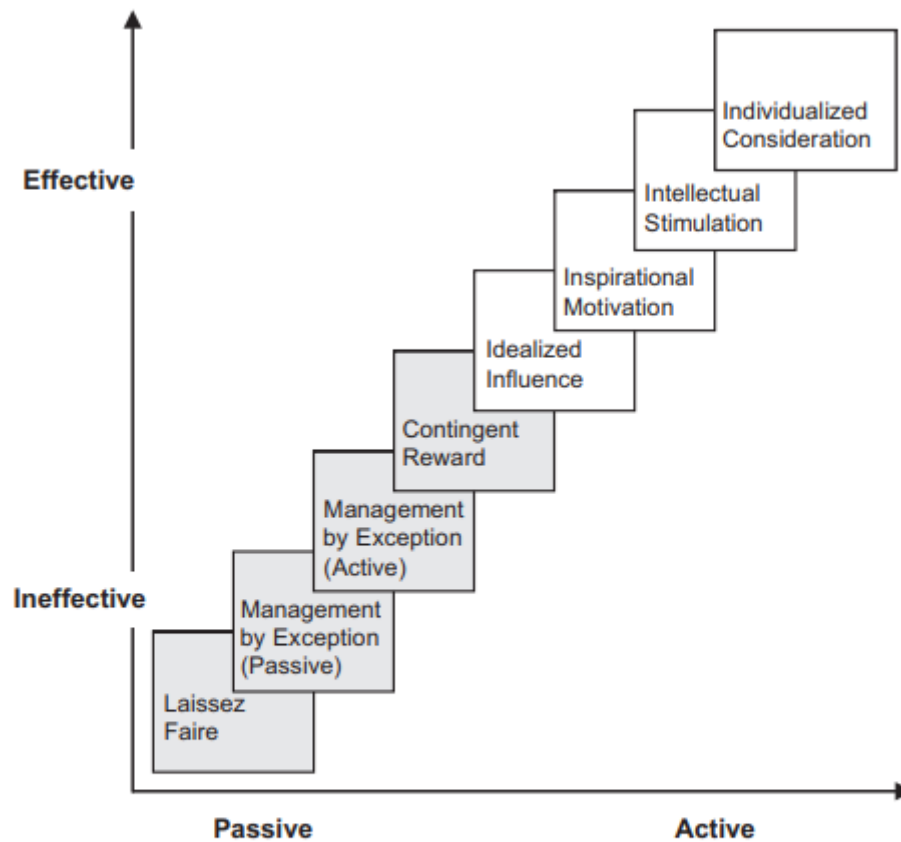 Individualized
Consideration
Effective
Intellectual
Stimulation
Inspirational
Motivation
Idealized
Influence
Contingent
Reward
Management
by Exception
(Active)
Ineffective
Management
by Exception
(Passive)
Laissez
Faire
Passive
Active